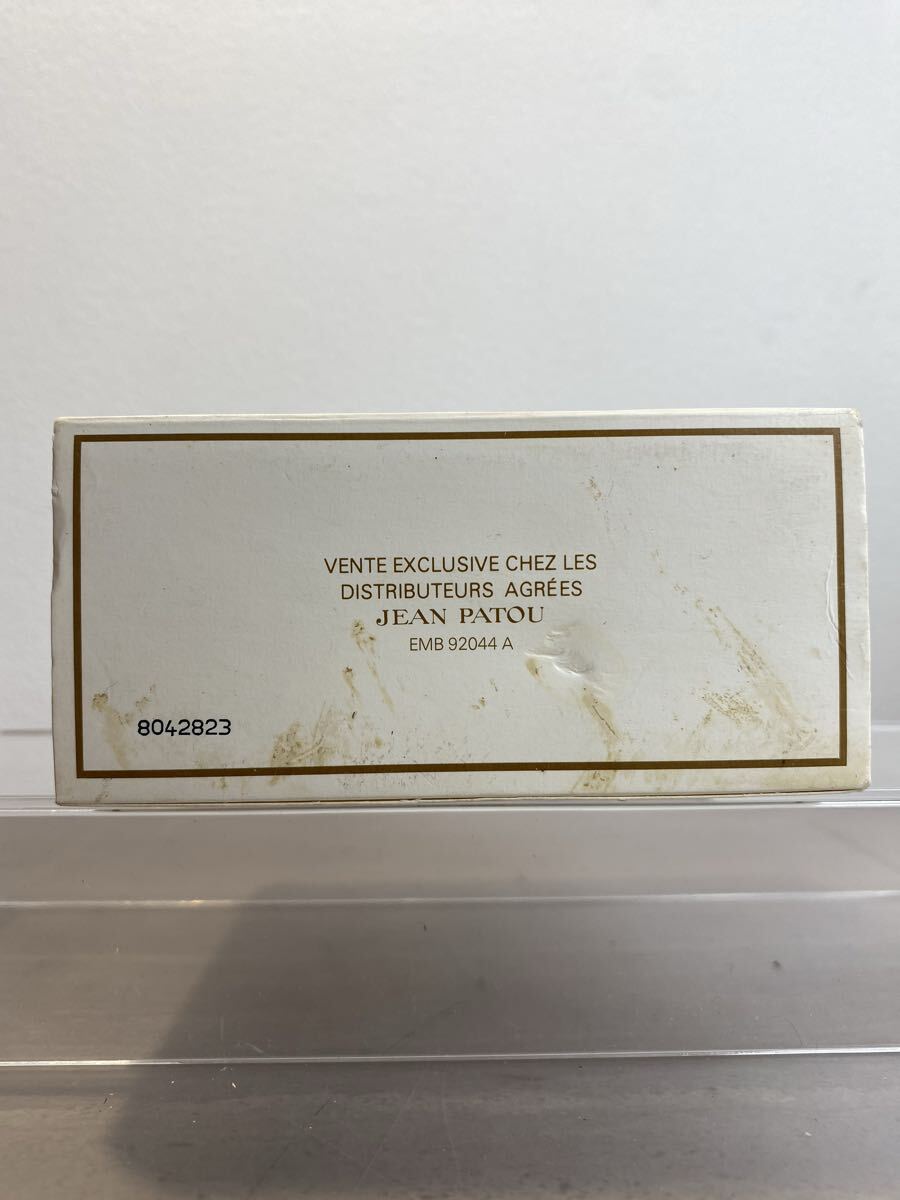 VENTE EXCLUSIVE CHEZ LES
DISTRIBUTEURS AGRÉES
JEAN PATOU
EMB 92044 A
8042823